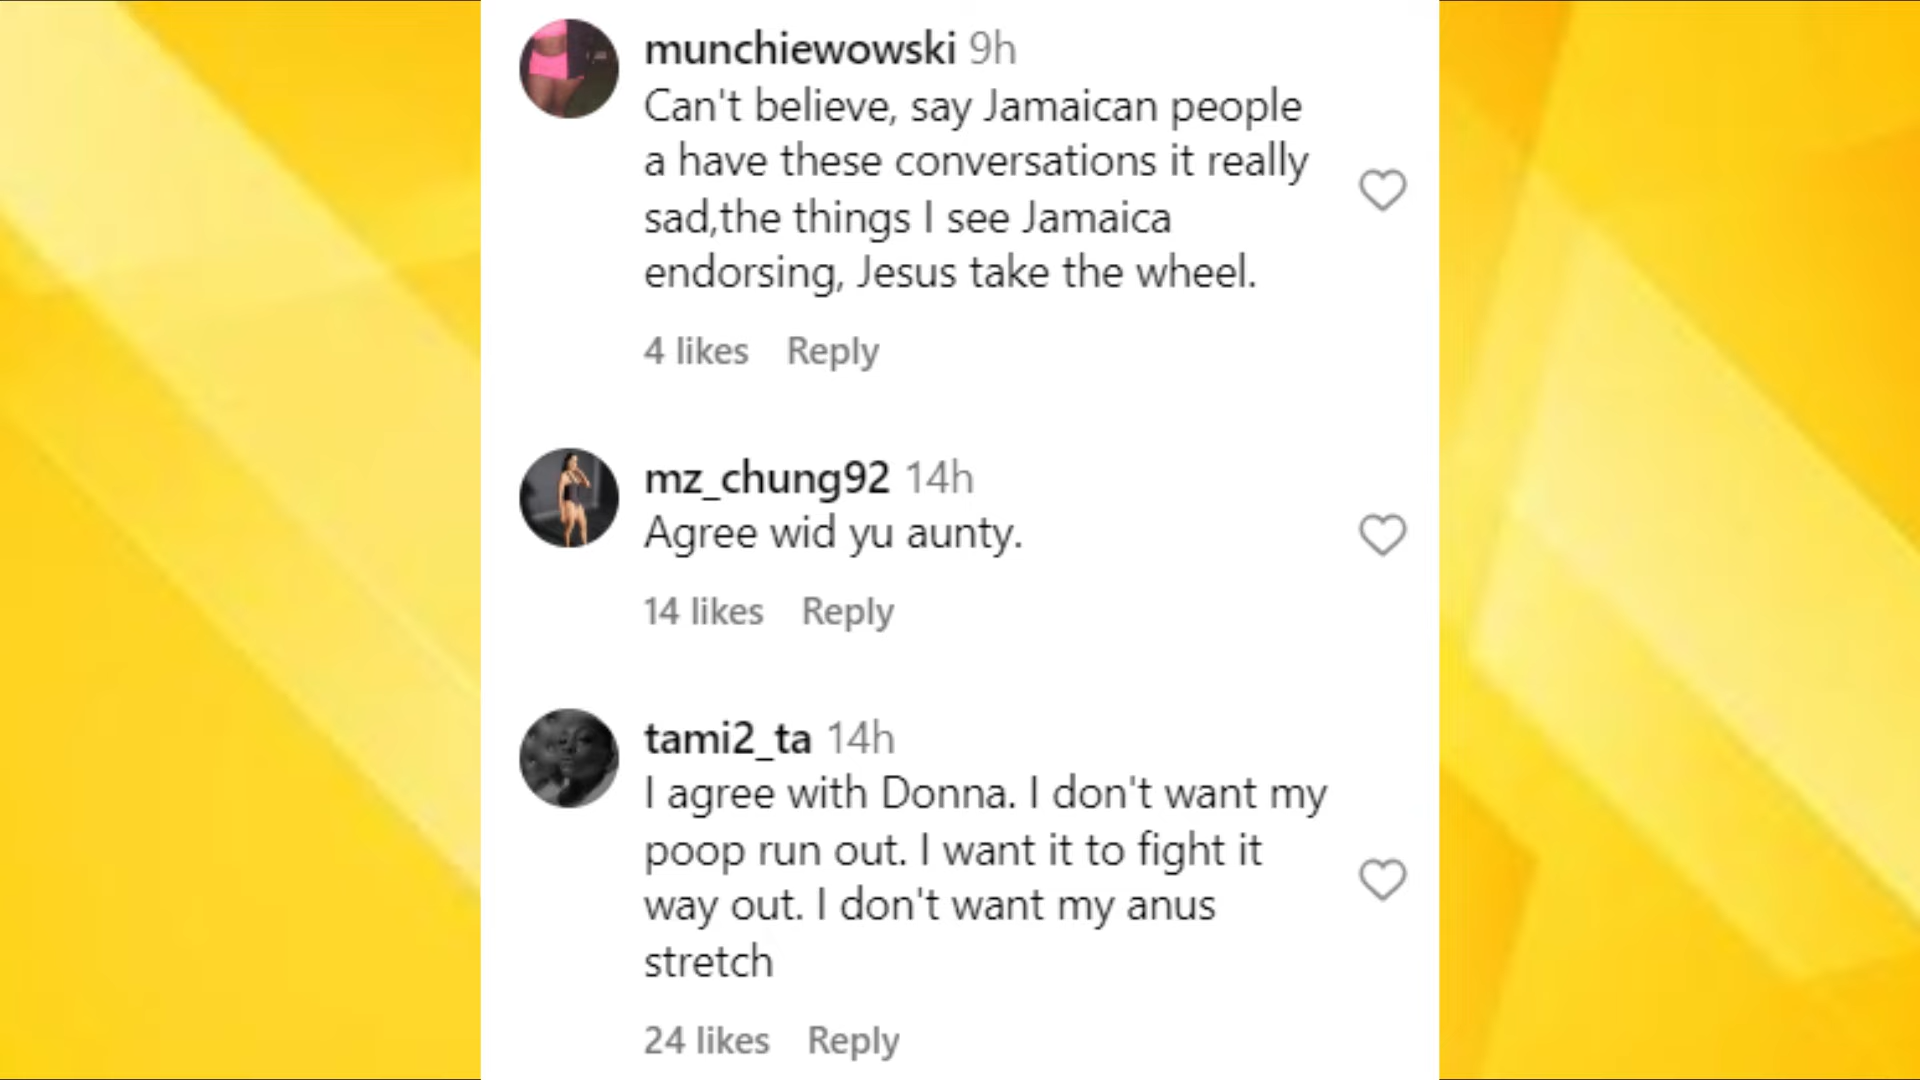 munchiewowski 9h
Can't believe, say Jamaican people
a have these conversations it really
sad,the things I see Jamaica
endorsing, Jesus take the wheel.
4 likes Reply
mz_chung92 14h
Agree wid yu aunty.
14 likes Reply
tami2_ta 14h
I agree with Donna. I don't want my
poop run out. I want it to fight it
way out. I don't want my anus
stretch
24 likes Reply